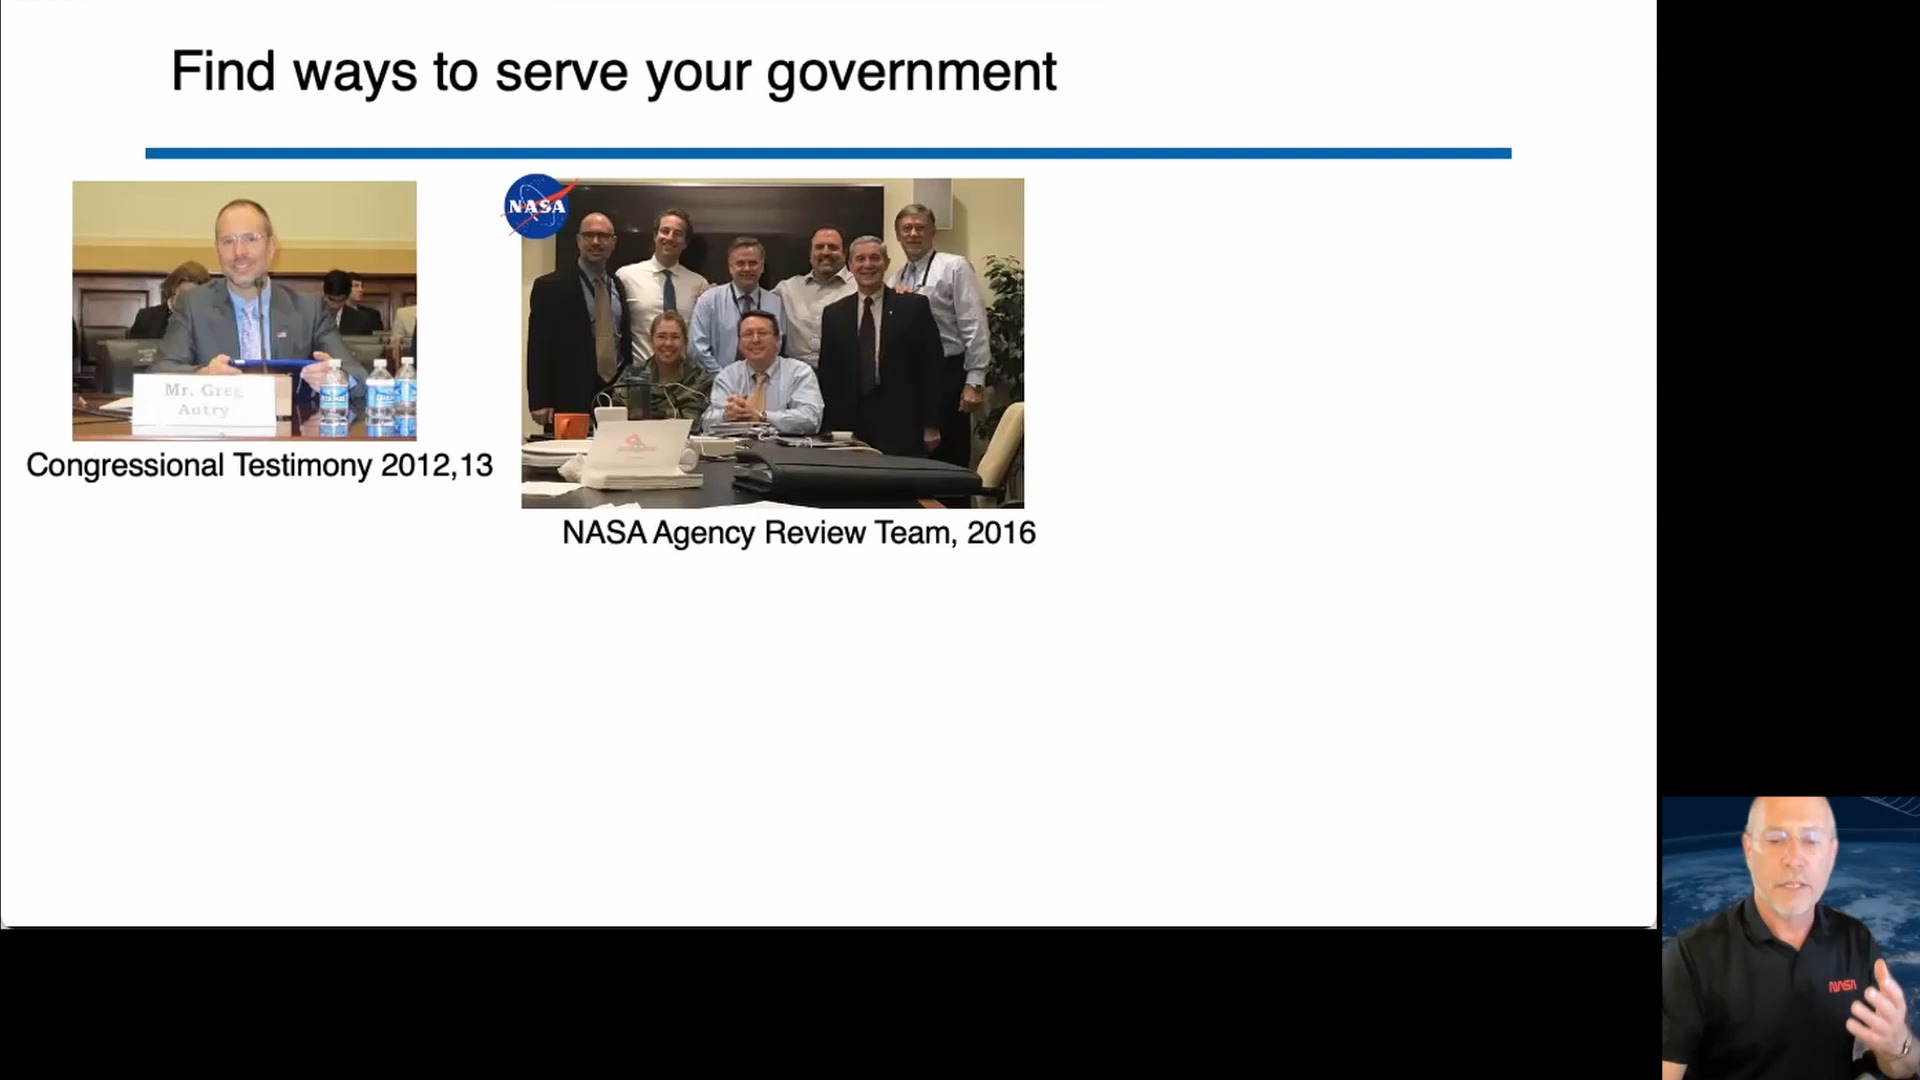 Find ways to serve your government
NASA
Mr. Greg
Autry
Congressional Testimony 2012,13
NASA Agency Review Team, 2016
NASA